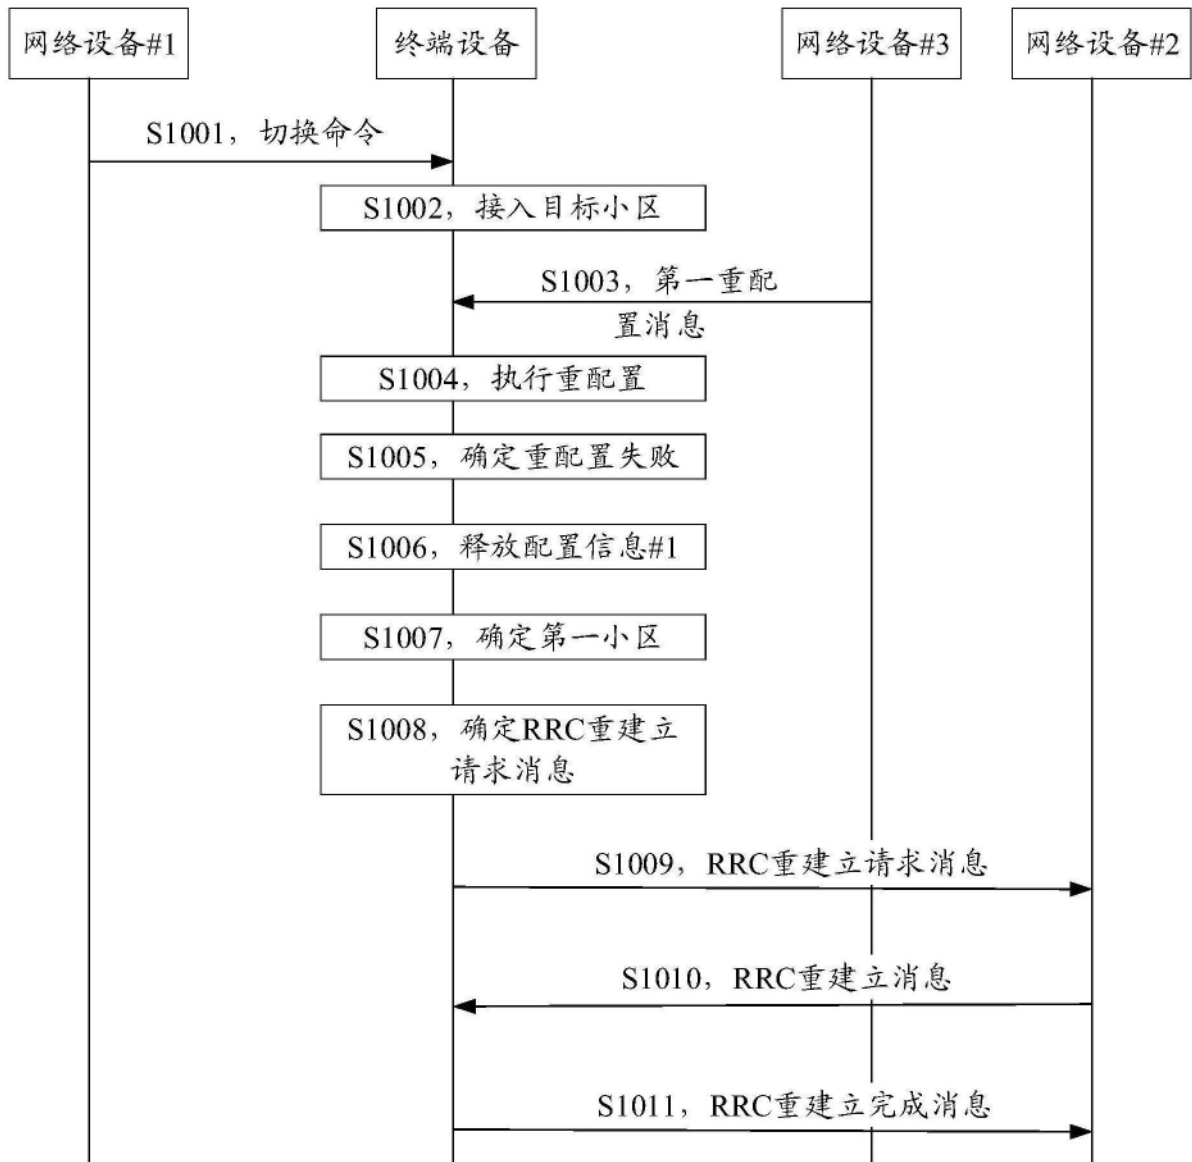 网络设备#1
终端设备
网络设备#3
网络设备#2
S1001，切换命令
S1002，接入目标小区
S1003，第一重配
置消息
S1004，执行重配置
S1005，确定重配置失败
S1006，释放配置信息#1
S1007，确定第一小区
S1008，确定RRC重建立
请求消息
S1009，RRC重建立请求消息
S1010，RRC重建立消息
S1011，RRC重建立完成消息